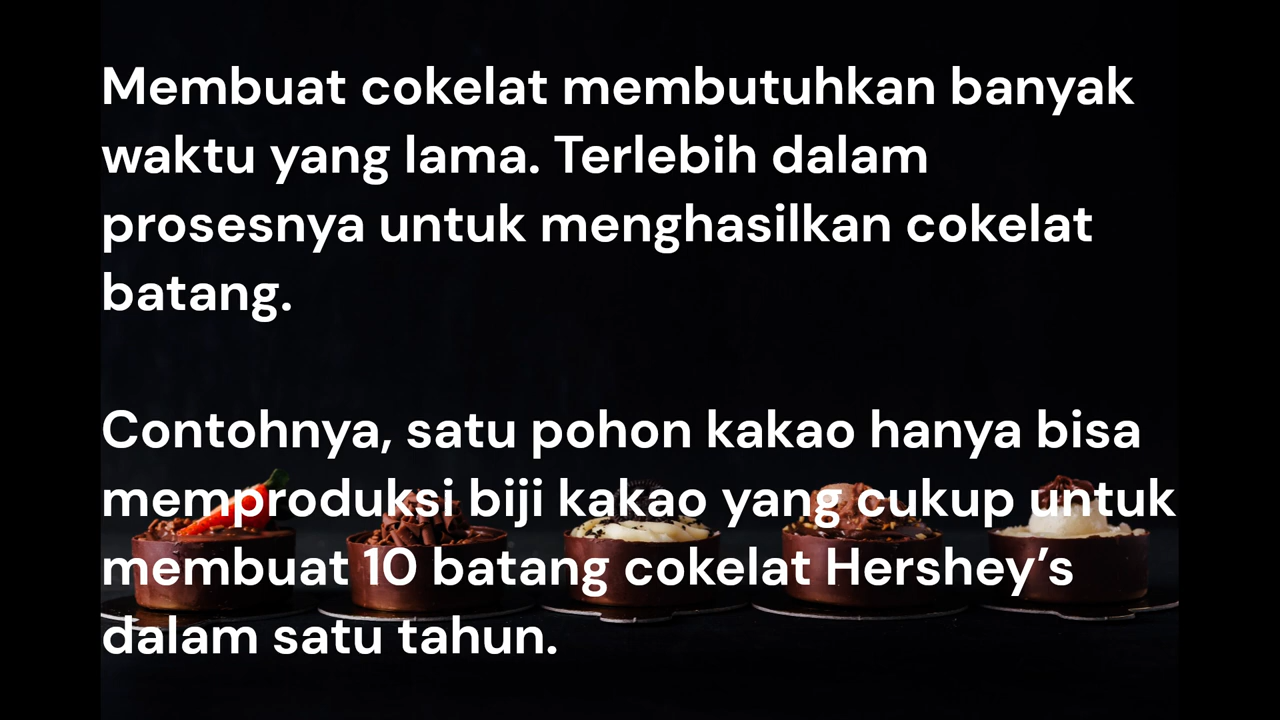 Membuat cokelat membutuhkan banyak
waktu yang lama. Terlebih dalam
prosesnya untuk menghasilkan cokelat
batang.
Contohnya, satu pohon kakao hanya bisa
memproduksi biji kakao yang cukup untuk
membuat 10 batang cokelat Hershey’s
dalam satu tahun.